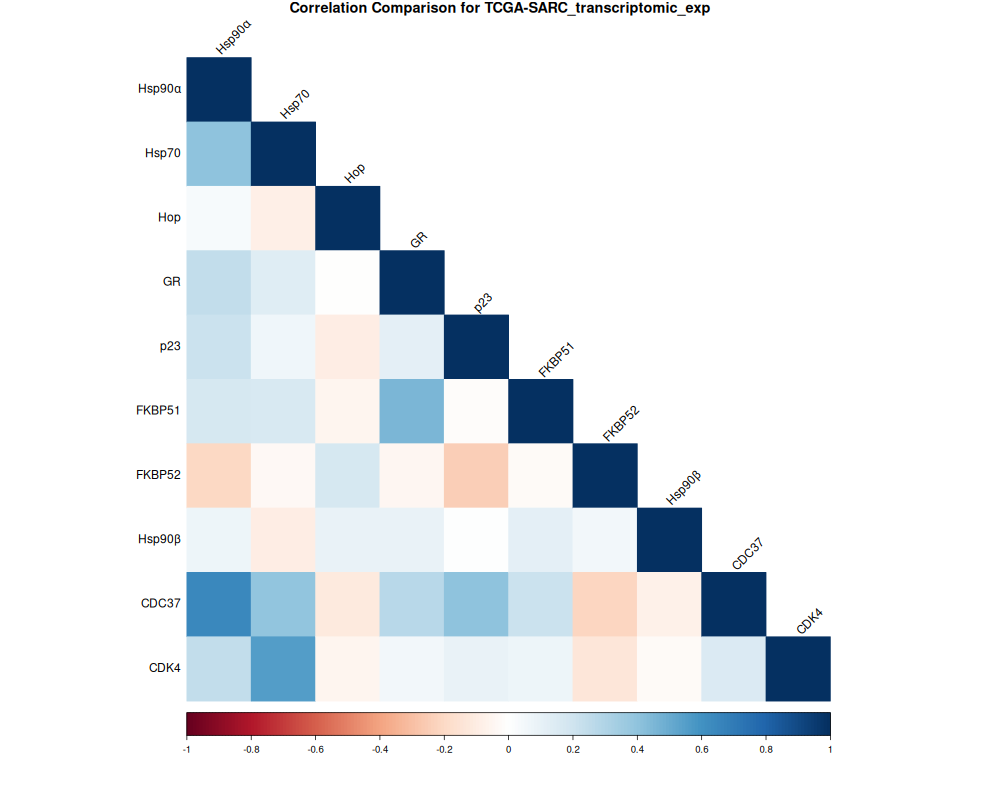 Correlation Comparison for TCGA-SARC_transcriptomic_exp
Hsp90α
Hsp90α
Hsp70
Hsp70
Hop
Hop
GR
GR
p23
p23
FKBP51
FKBP51
FKBP52
FKBP52
Hsp90β
Hsp90β
CDC37
CDC37
CDK4
CDK4
-1 -0.8 -0.6 -0.4 -0.2 0 0.2 0.4 0.6 0.8 1